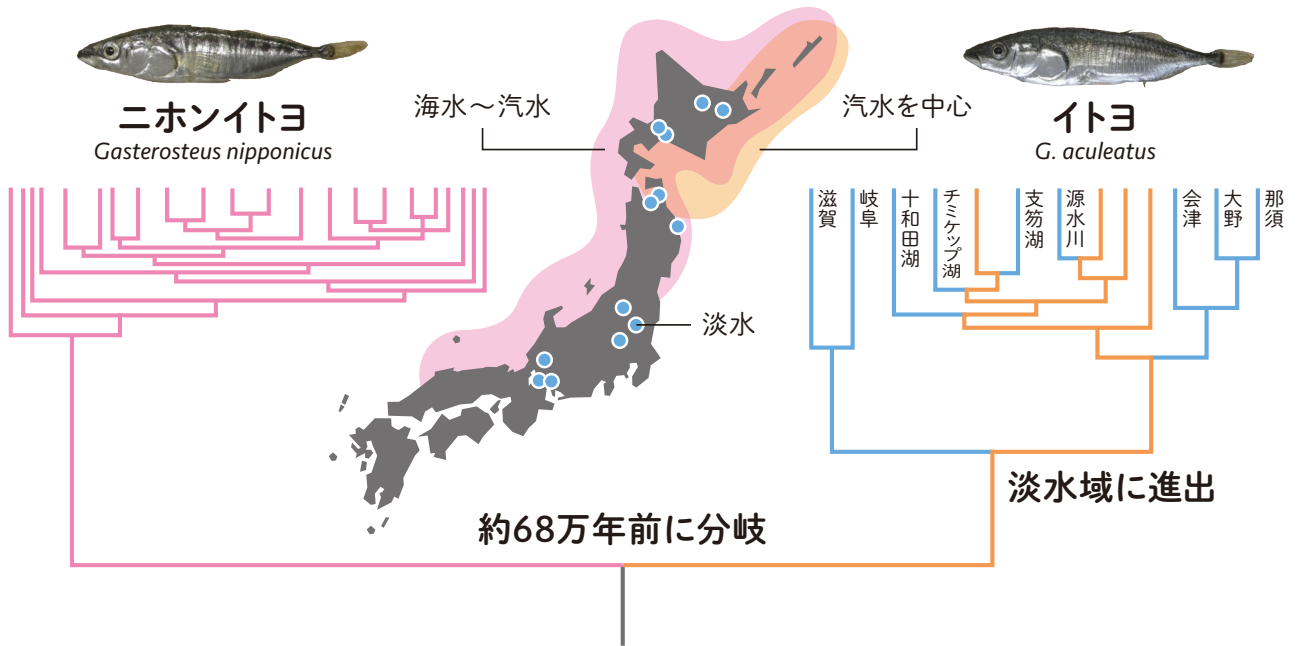 ニホンイトヨ
Gasterosteus nipponicus
海水〜汽水
汽水を中心
イトヨ
G. aculeatus
滋賀
岐阜
十和田湖
チミケップ湖
支笏湖
源水川
会津
大野
那須
淡水
淡水域に進出
約68万年前に分岐